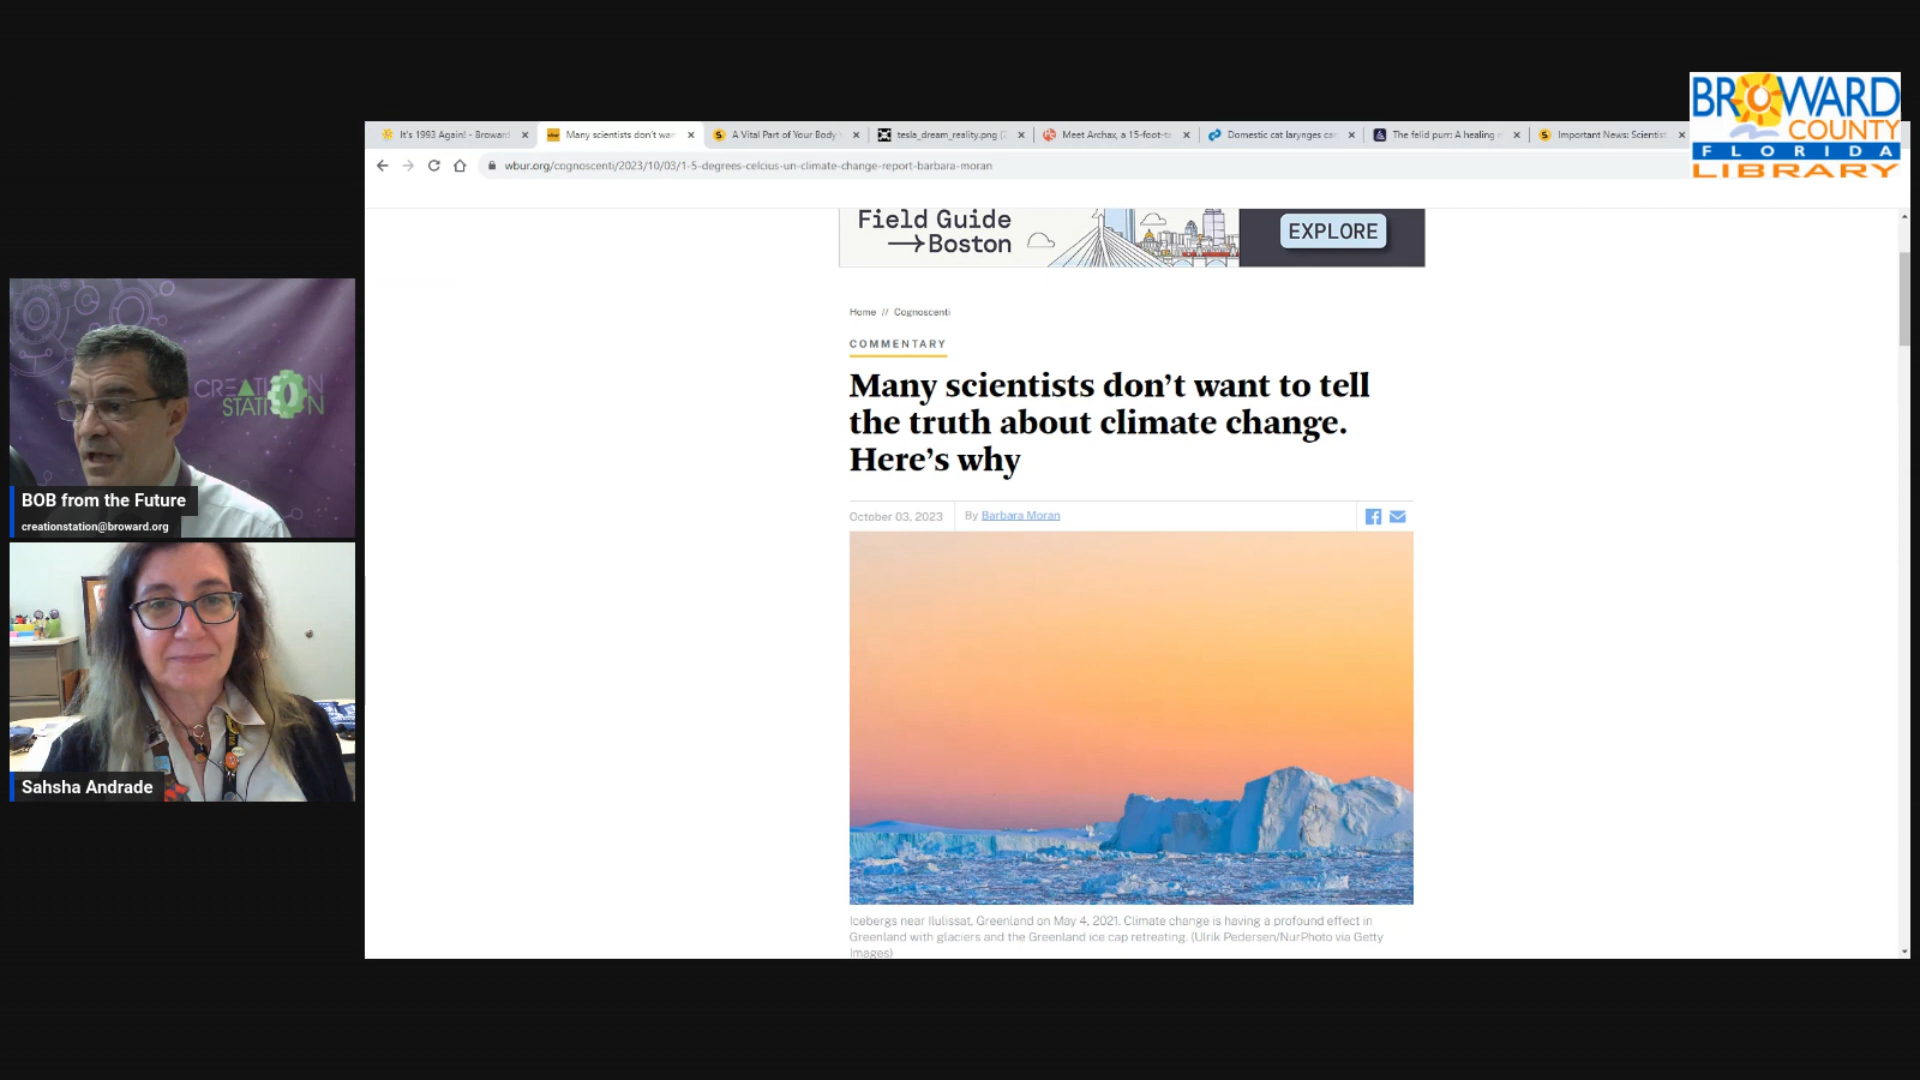 BROWARD
COUNTY
FLORIDA
LIBRARY
It's 1993 Again! - Broward
Many scientists don't wan
A Vital Part of Your Body
tesla_dream_reality.png (
Meet Archax, a 15-foot-ta
Domestic cat larynges ca
The felid purr: A healing
Important News: Scientist
wbur.org/cognoscenti/2023/10/03/1-5-degrees-celcius-un-climate-change-report-barbara-moran
Field Guide
→Boston
EXPLORE
Home // Cognoscenti
COMMENTARY
Many scientists don't want to tell
the truth about climate change.
Here's why
October 03, 2023
By Barbara Moran
Icebergs near Ilulissat, Greenland on May 4, 2021. Climate change is having a profound effect in
Greenland with glaciers and the Greenland ice cap retreating. (Ulrik Pedersen/NurPhoto via Getty
Images)
CREATION
STATION
BOB from the Future
creationstation@broward.org
Sahsha Andrade